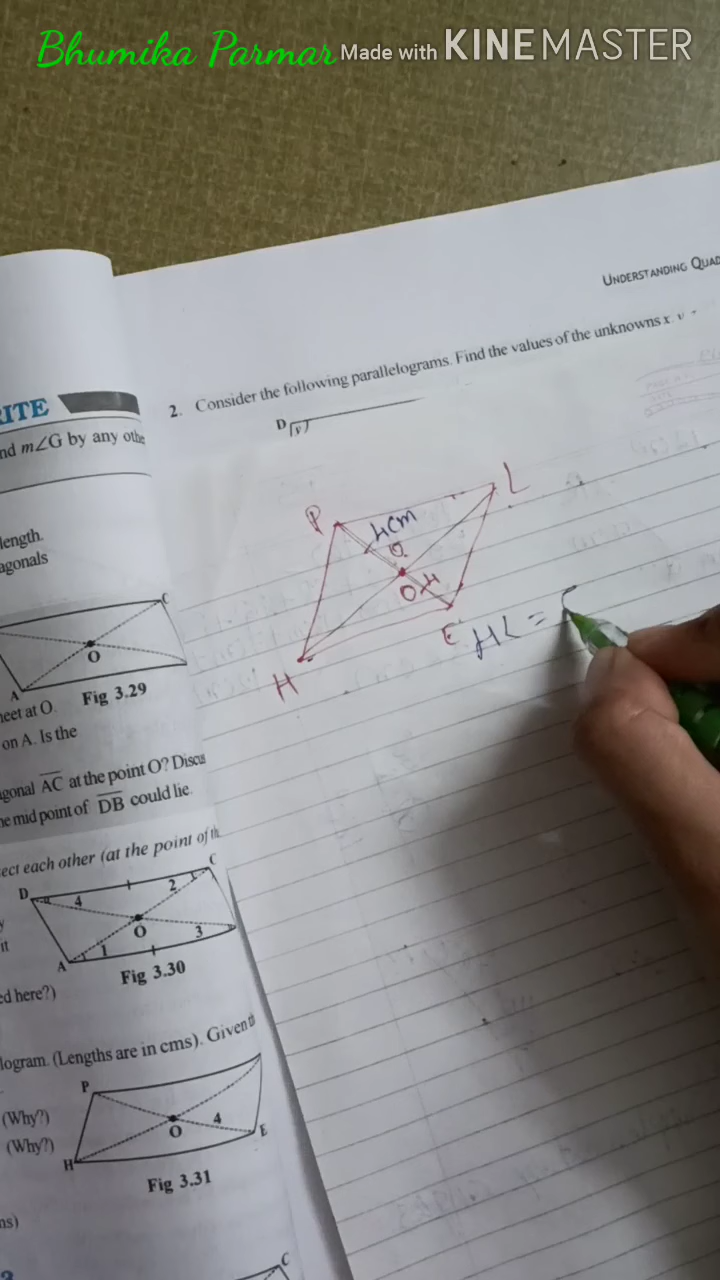 Bhumika Parmar Made with KINEMASTER
UNDERSTANDING QUAD
2. Consider the following parallelograms. Find the values of the unknowns x.
D
P
L
4cm
O
4
E
H
HL =
ITE
nd m∠G by any othe
length.
agonals
C
O
A
Fig 3.29
meet at O.
on A. Is the
agonal AC at the point O? Discus
he mid point of DB could lie.
ect each other (at the point of th
D
4
2
C
O
1
3
A
Fig 3.30
ed here?)
logram. (Lengths are in cms). Given th
P
(Why?)
O
4
E
(Why?)
H
Fig 3.31
ns)
C